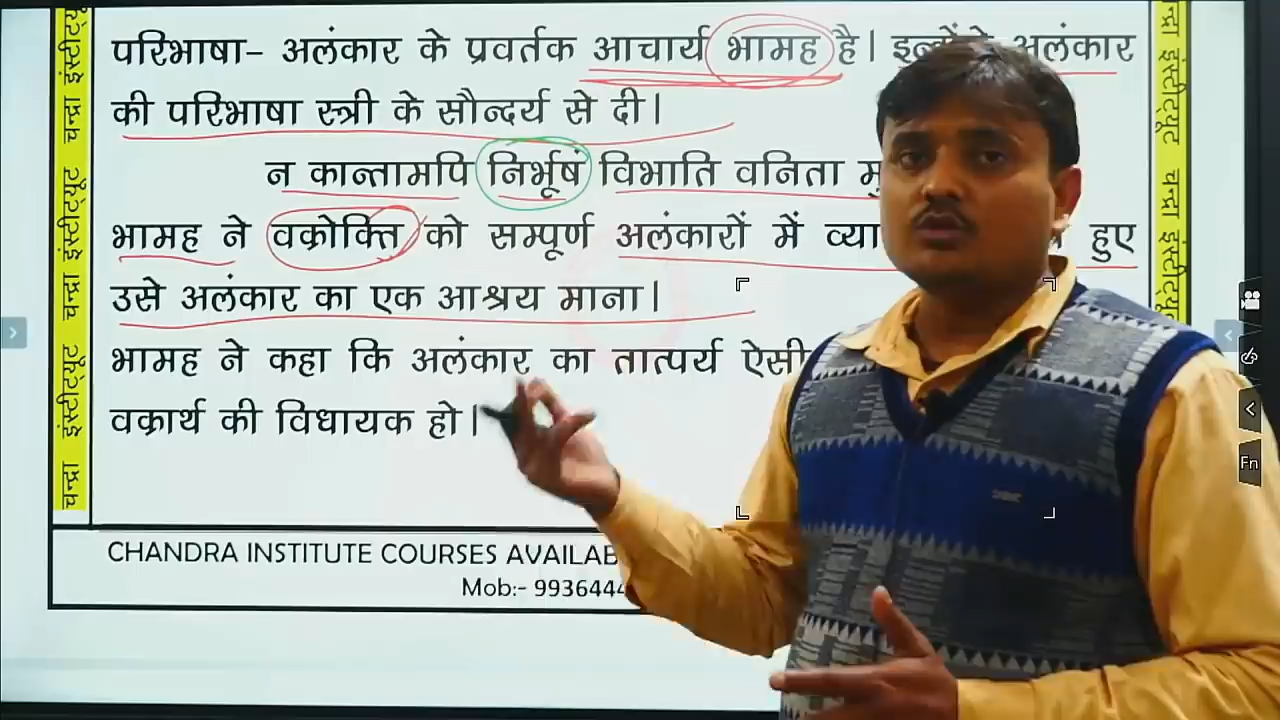 परिभाषा- अलंकार के प्रवर्तक आचार्य भामह है। इन्होंने अलंकार
की परिभाषा स्त्री के सौन्दर्य से दी।
न कान्तामपि निर्भूषं विभाति वनिता
भामह ने वक्रोक्ति को सम्पूर्ण अलंकारों में हुए
उसे अलंकार का एक आश्रय माना।
भामह ने कहा कि अलंकार का तात्पर्य ऐसी
वक्रार्थ की विधायक हो।
CHANDRA INSTITUTE COURSES
Mob:- 9936444
चन्द्रा इंस्टीट्यूट चन्द्रा इंस्टीट्यूट चन्द्रा
चन्द्रा इंस्टीट्यूट
Fn